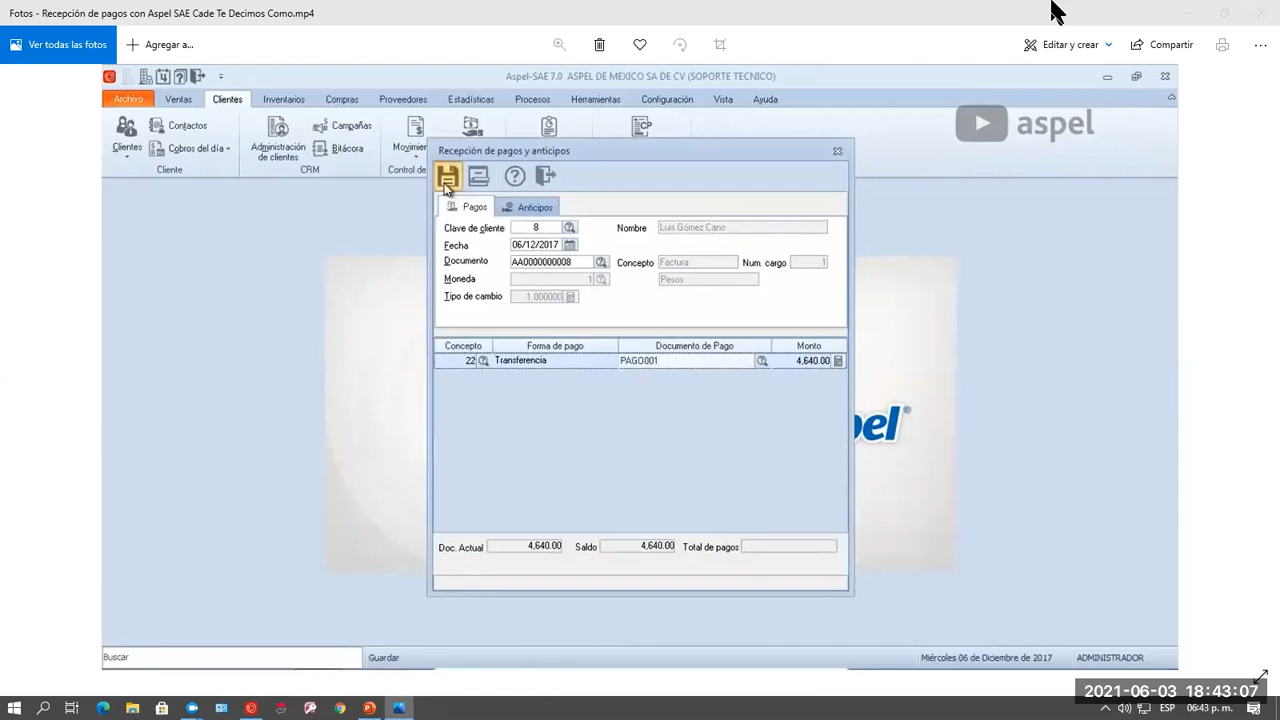 Fotos - Recepción de pagos con Aspel SAE Cade Te Decimos Como.mp4
Ver todas las fotos
Agregar a...
Editar y crear
Compartir
Aspel-SAE 7.0 ASPEL DE MEXICO SA DE CV (SOPORTE TECNICO)
Archivo Ventas Clientes Inventarios Compras Proveedores Estadísticas Procesos Herramientas Configuración Vista Ayuda
Clientes
Contactos
Cobros del día
Cliente
Administración de clientes
Campañas
Bitácora
CRM
Movimien
Control de
aspel
Recepción de pagos y anticipos
Pagos Anticipos
Clave de cliente 8 Nombre Luis Gómez Cano
Fecha 06/12/2017
Documento AA0000000008 Concepto Factura Num. cargo 1
Moneda 1 Pesos
Tipo de cambio 1.000000
Concepto Forma de pago Documento de Pago Monto
22 Transferencia PAGO001 4,640.00
pel®
Doc. Actual 4,640.00 Saldo 4,640.00 Total de pagos
Buscar Guardar Miércoles 06 de Diciembre de 2017 ADMINISTRADOR
2021-06-03 18:43:07
ESP 06:43 p. m.